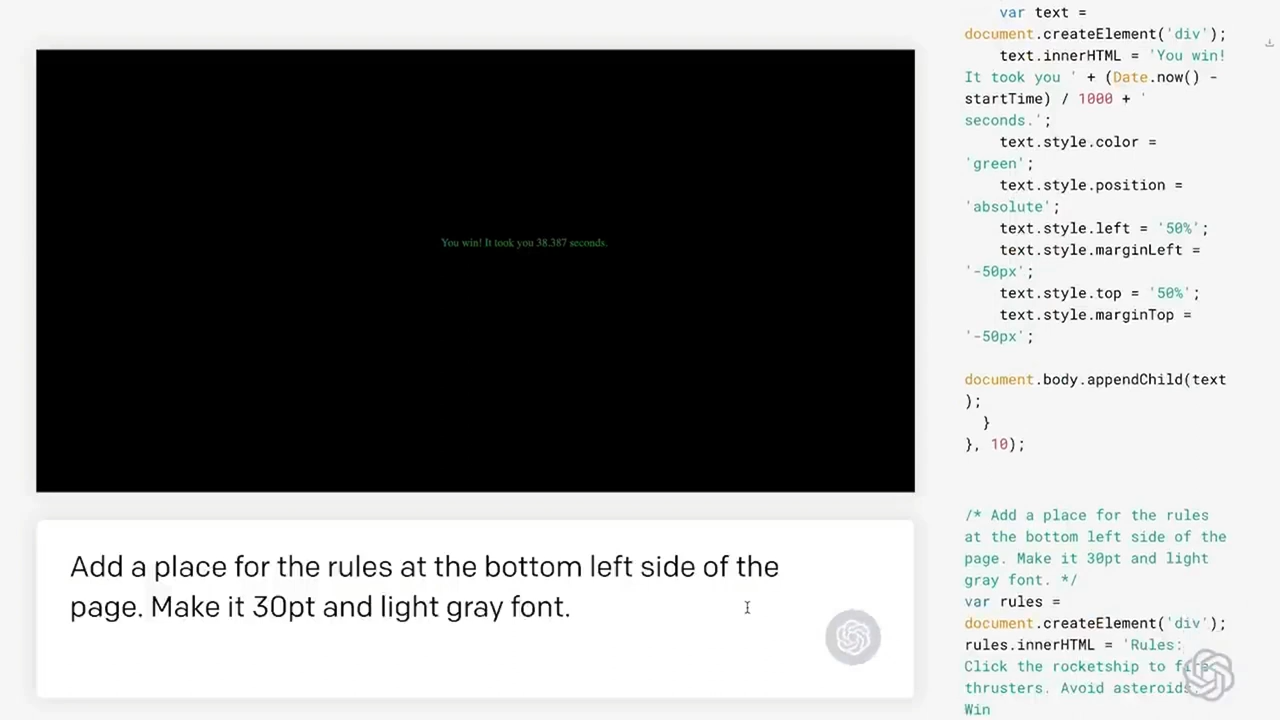 You win! It took you 38.387 seconds.
Add a place for the rules at the bottom left side of the
page. Make it 30pt and light gray font.
var text =
document.createElement('div');
text.innerHTML = 'You win!
It took you ' + (Date.now() -
startTime) / 1000 + '
seconds.';
text.style.color =
'green';
text.style.position =
'absolute';
text.style.left = '50%';
text.style.marginLeft =
'-50px';
text.style.top = '50%';
text.style.marginTop =
'-50px';
document.body.appendChild(text
);
}
}, 10);
/* Add a place for the rules
at the bottom left side of the
page. Make it 30pt and light
gray font. */
var rules =
document.createElement('div');
rules.innerHTML = 'Rules:
Click the rocketship to fire
thrusters. Avoid asteroids.
Win